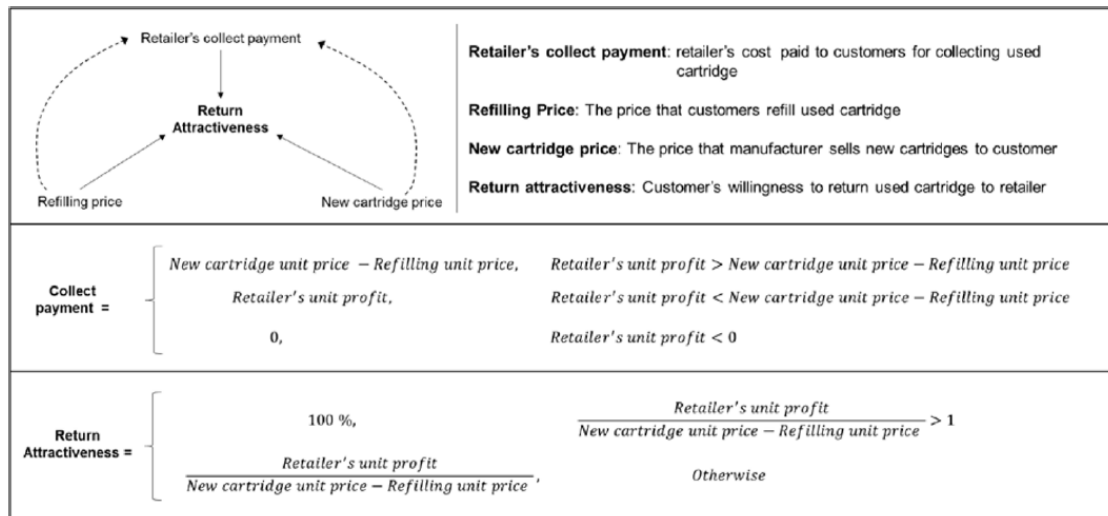 Retailer's collect payment
Return
Attractiveness
Refilling price
New cartridge price
Retailer's collect payment: retailer's cost paid to customers for collecting used
cartridge
Refilling Price: The price that customers refill used cartridge
New cartridge price: The price that manufacturer sells new cartridges to customer
Return attractiveness: Customer's willingness to return used cartridge to retailer
Collect
payment =
New cartridge unit price − Refilling unit price, Retailer's unit profit > New cartridge unit price − Refilling unit price
Retailer's unit profit, Retailer's unit profit < New cartridge unit price − Refilling unit price
0, Retailer's unit profit < 0
Return
Attractiveness =
100 %,
Retailer's unit profit
New cartridge unit price − Refilling unit price > 1
Retailer's unit profit
New cartridge unit price − Refilling unit price ,
Otherwise